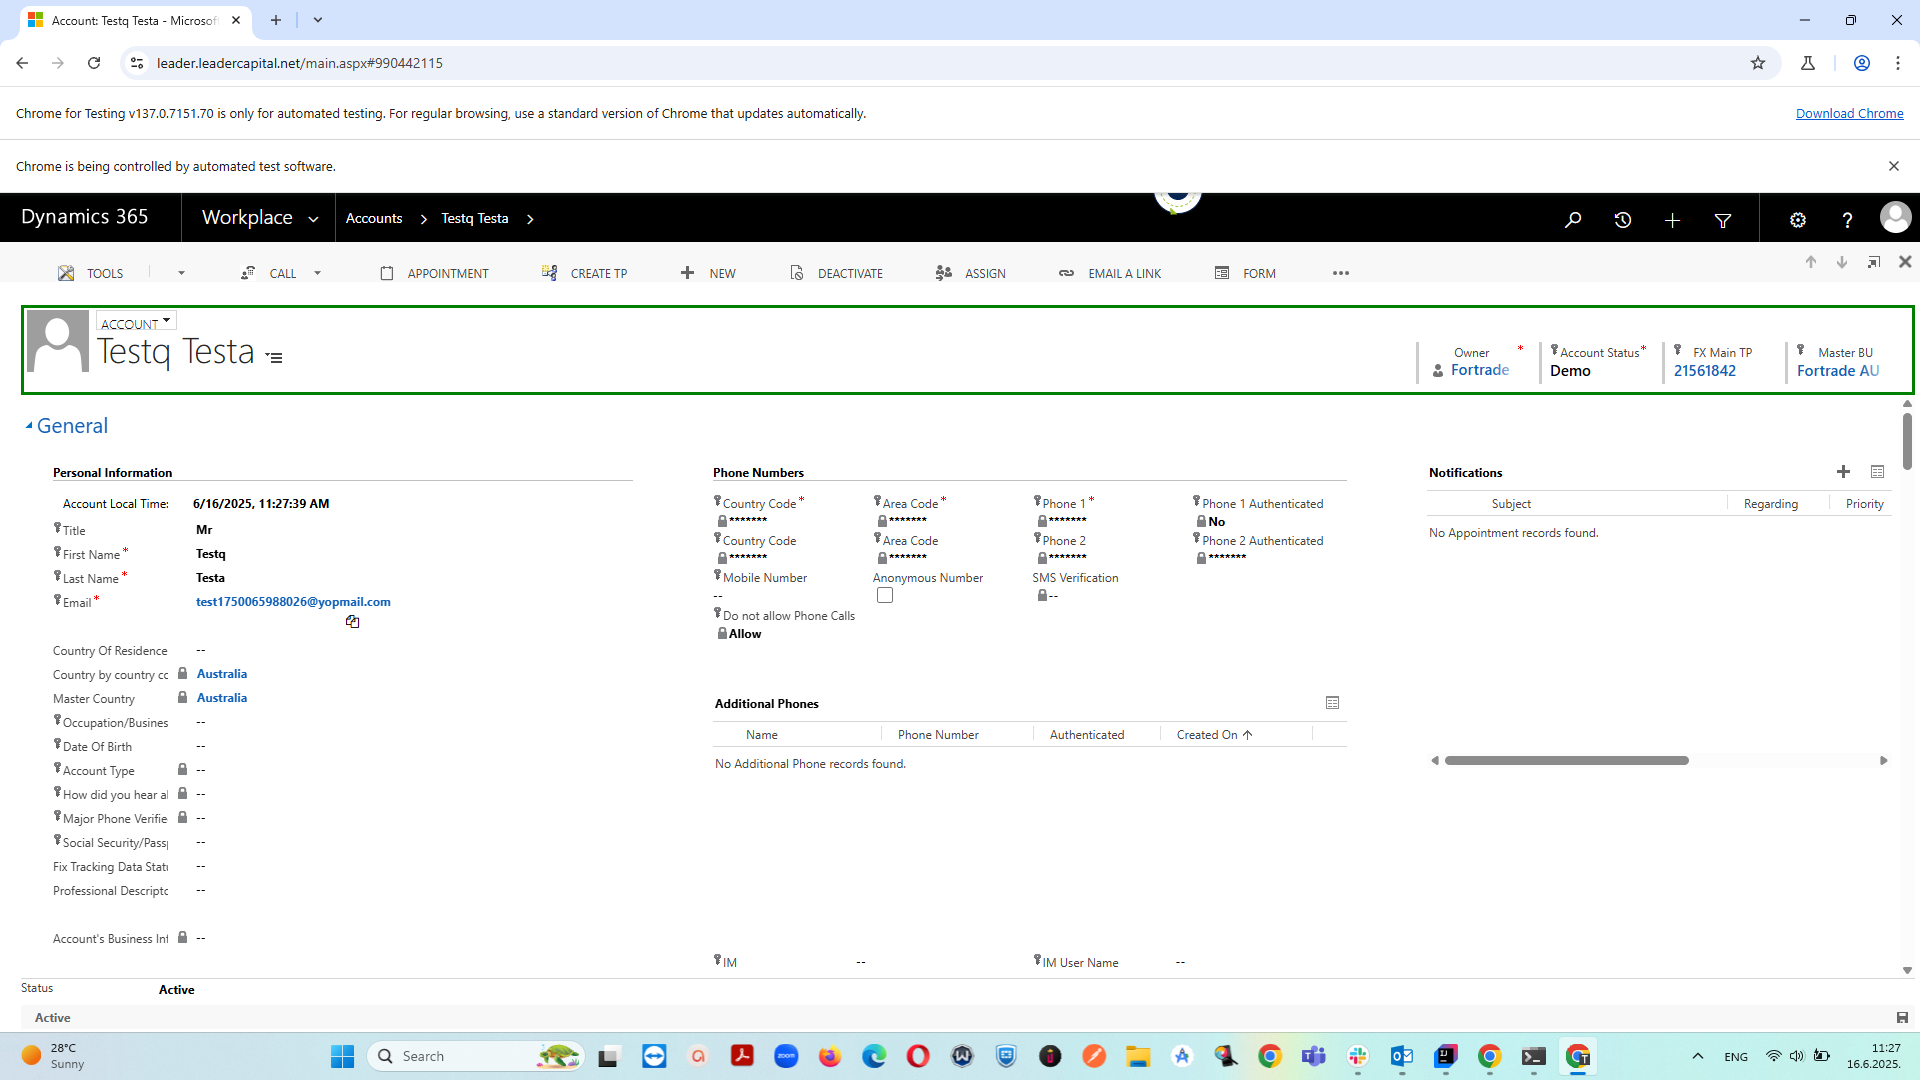 Account: Testq Testa - Microsof
leader.leadercapital.net/main.aspx#990442115
Chrome for Testing v137.0.7151.70 is only for automated testing. For regular browsing, use a standard version of Chrome that updates automatically.
Download Chrome
Chrome is being controlled by automated test software.
Dynamics 365
Workplace
Accounts
Testq Testa
TOOLS
CALL
APPOINTMENT
CREATE TP
NEW
DEACTIVATE
ASSIGN
EMAIL A LINK
FORM
ACCOUNT
Testq Testa
Owner *
Fortrade
Account Status *
Demo
FX Main TP
21561842
Master BU
Fortrade AU
General
Personal Information
Account Local Time: 6/16/2025, 11:27:39 AM
Title Mr
First Name * Testq
Last Name * Testa
Email * test1750065988026@yopmail.com
Country Of Residence --
Country by country cc Australia
Master Country Australia
Occupation/Busines --
Date Of Birth --
Account Type --
How did you hear al --
Major Phone Verifie --
Social Security/Pass --
Fix Tracking Data Statu --
Professional Descriptc --
Account's Business Inf --
Phone Numbers
Country Code * Area Code * Phone 1 * Phone 1 Authenticated
******* ******* ******* No
Country Code Area Code Phone 2 Phone 2 Authenticated
******* ******* ******* *******
Mobile Number Anonymous Number SMS Verification
-- --
Do not allow Phone Calls
Allow
Additional Phones
Name Phone Number Authenticated Created On
No Additional Phone records found.
IM -- IM User Name --
Notifications
Subject Regarding Priority
No Appointment records found.
Status Active
Active
28°C
Sunny
Search
zoom
ENG
11:27
16.6.2025.